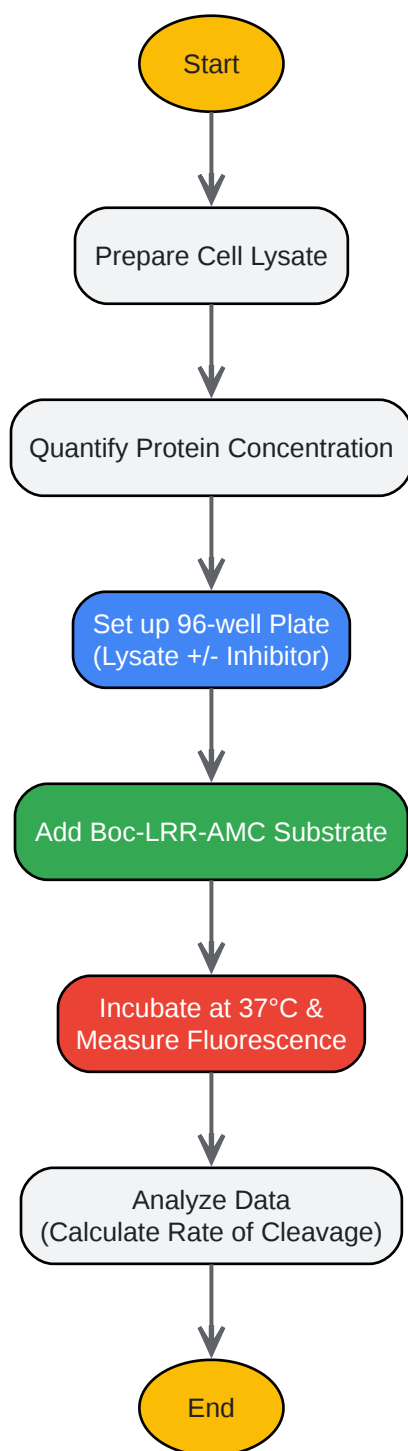 Start
Prepare Cell Lysate
Quantify Protein Concentration
Set up 96-well Plate
(Lysate +/- Inhibitor)
Add Boc-LRR-AMC Substrate
Incubate at 37°C &
Measure Fluorescence
Analyze Data
(Calculate Rate of Cleavage)
End